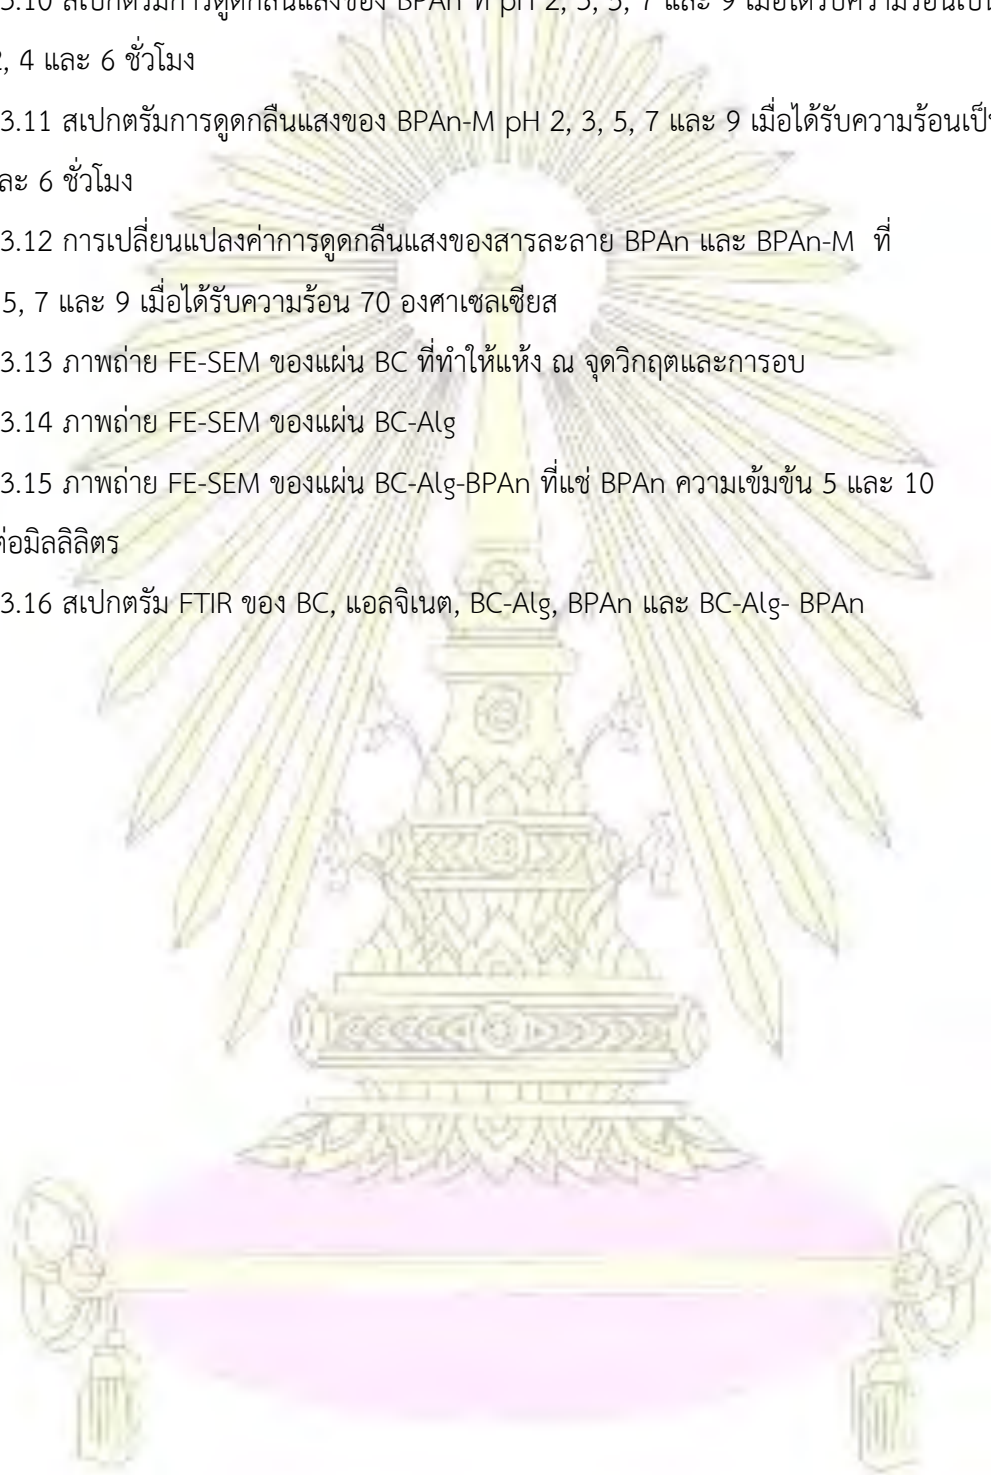 3.10 สเปกตรัมการดูดกลืนแสงของ BPAn ที่ pH 2, 3, 5, 7 และ 9 เมื่อได้รับความร้อนเป็น
2, 4 และ 6 ชั่วโมง
3.11 สเปกตรัมการดูดกลืนแสงของ BPAn-M pH 2, 3, 5, 7 และ 9 เมื่อได้รับความร้อนเป็น
และ 6 ชั่วโมง
3.12 การเปลี่ยนแปลงค่าการดูดกลืนแสงของสารละลาย BPAn และ BPAn-M ที่
5, 7 และ 9 เมื่อได้รับความร้อน 70 องศาเซลเซียส
3.13 ภาพถ่าย FE-SEM ของแผ่น BC ที่ทำให้แห้ง ณ จุดวิกฤตและการอบ
3.14 ภาพถ่าย FE-SEM ของแผ่น BC-Alg
3.15 ภาพถ่าย FE-SEM ของแผ่น BC-Alg-BPAn ที่แช่ BPAn ความเข้มข้น 5 และ 10
ต่อมิลลิลิตร
3.16 สเปกตรัม FTIR ของ BC, แอลจิเนต, BC-Alg, BPAn และ BC-Alg- BPAn